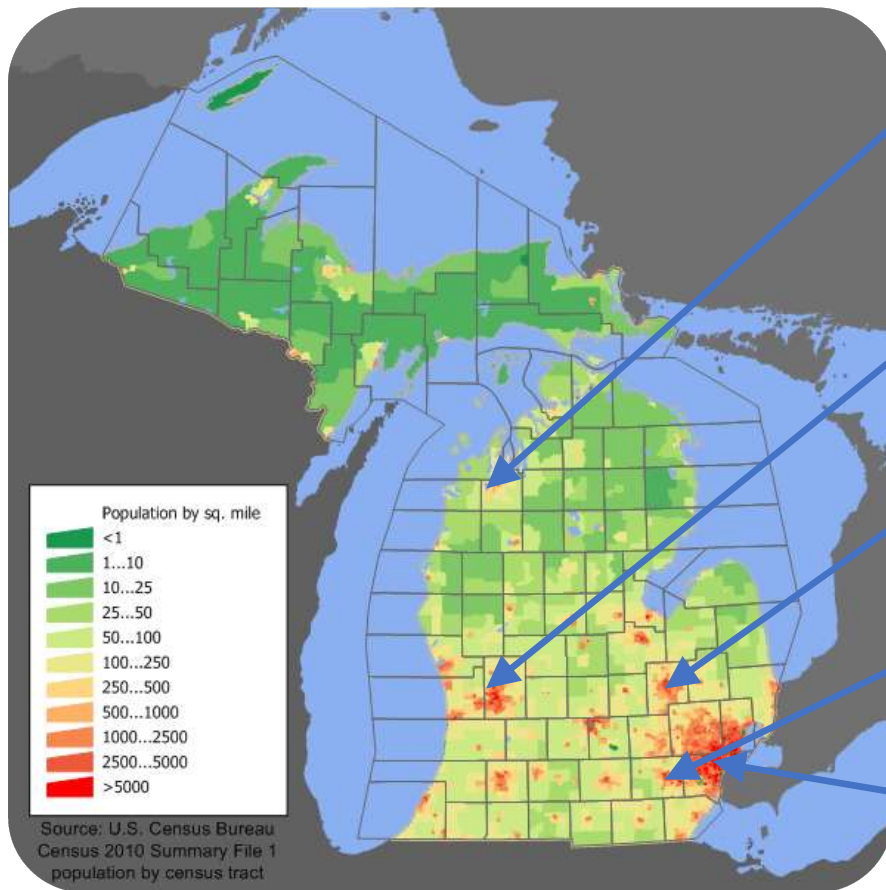 Population by sq. mile
<1
1...10
10...25
25...50
50...100
100...250
250...500
500...1000
1000...2500
2500...5000
>5000
Source: U.S. Census Bureau
Census 2010 Summary File 1
population by census tract